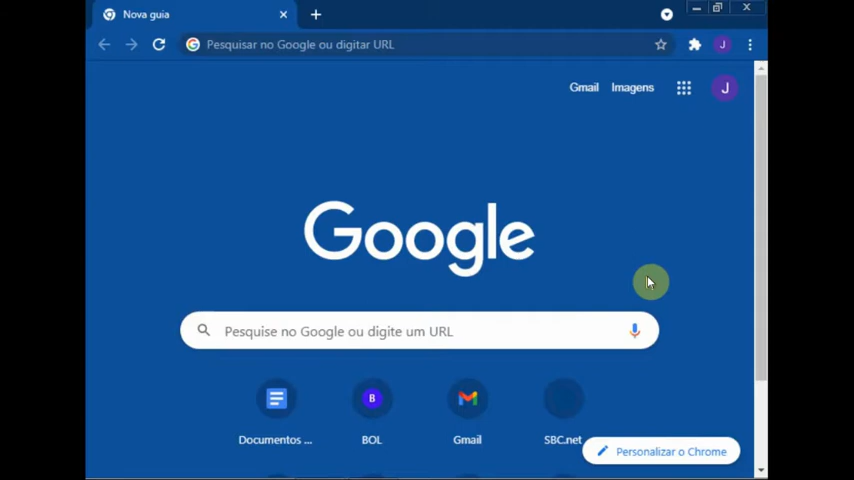 Nova guia
Pesquisar no Google ou digitar URL
J
Gmail Imagens J
Google
Pesquise no Google ou digite um URL
B
Documentos ... BOL Gmail SBC.net
Personalizar o Chrome